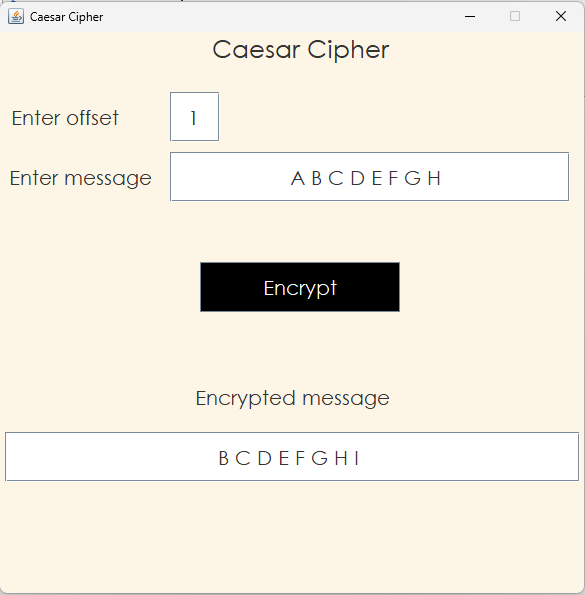 Caesar Cipher
Caesar Cipher
Enter offset 1
Enter message A B C D E F G H
Encrypt
Encrypted message
B C D E F G H I